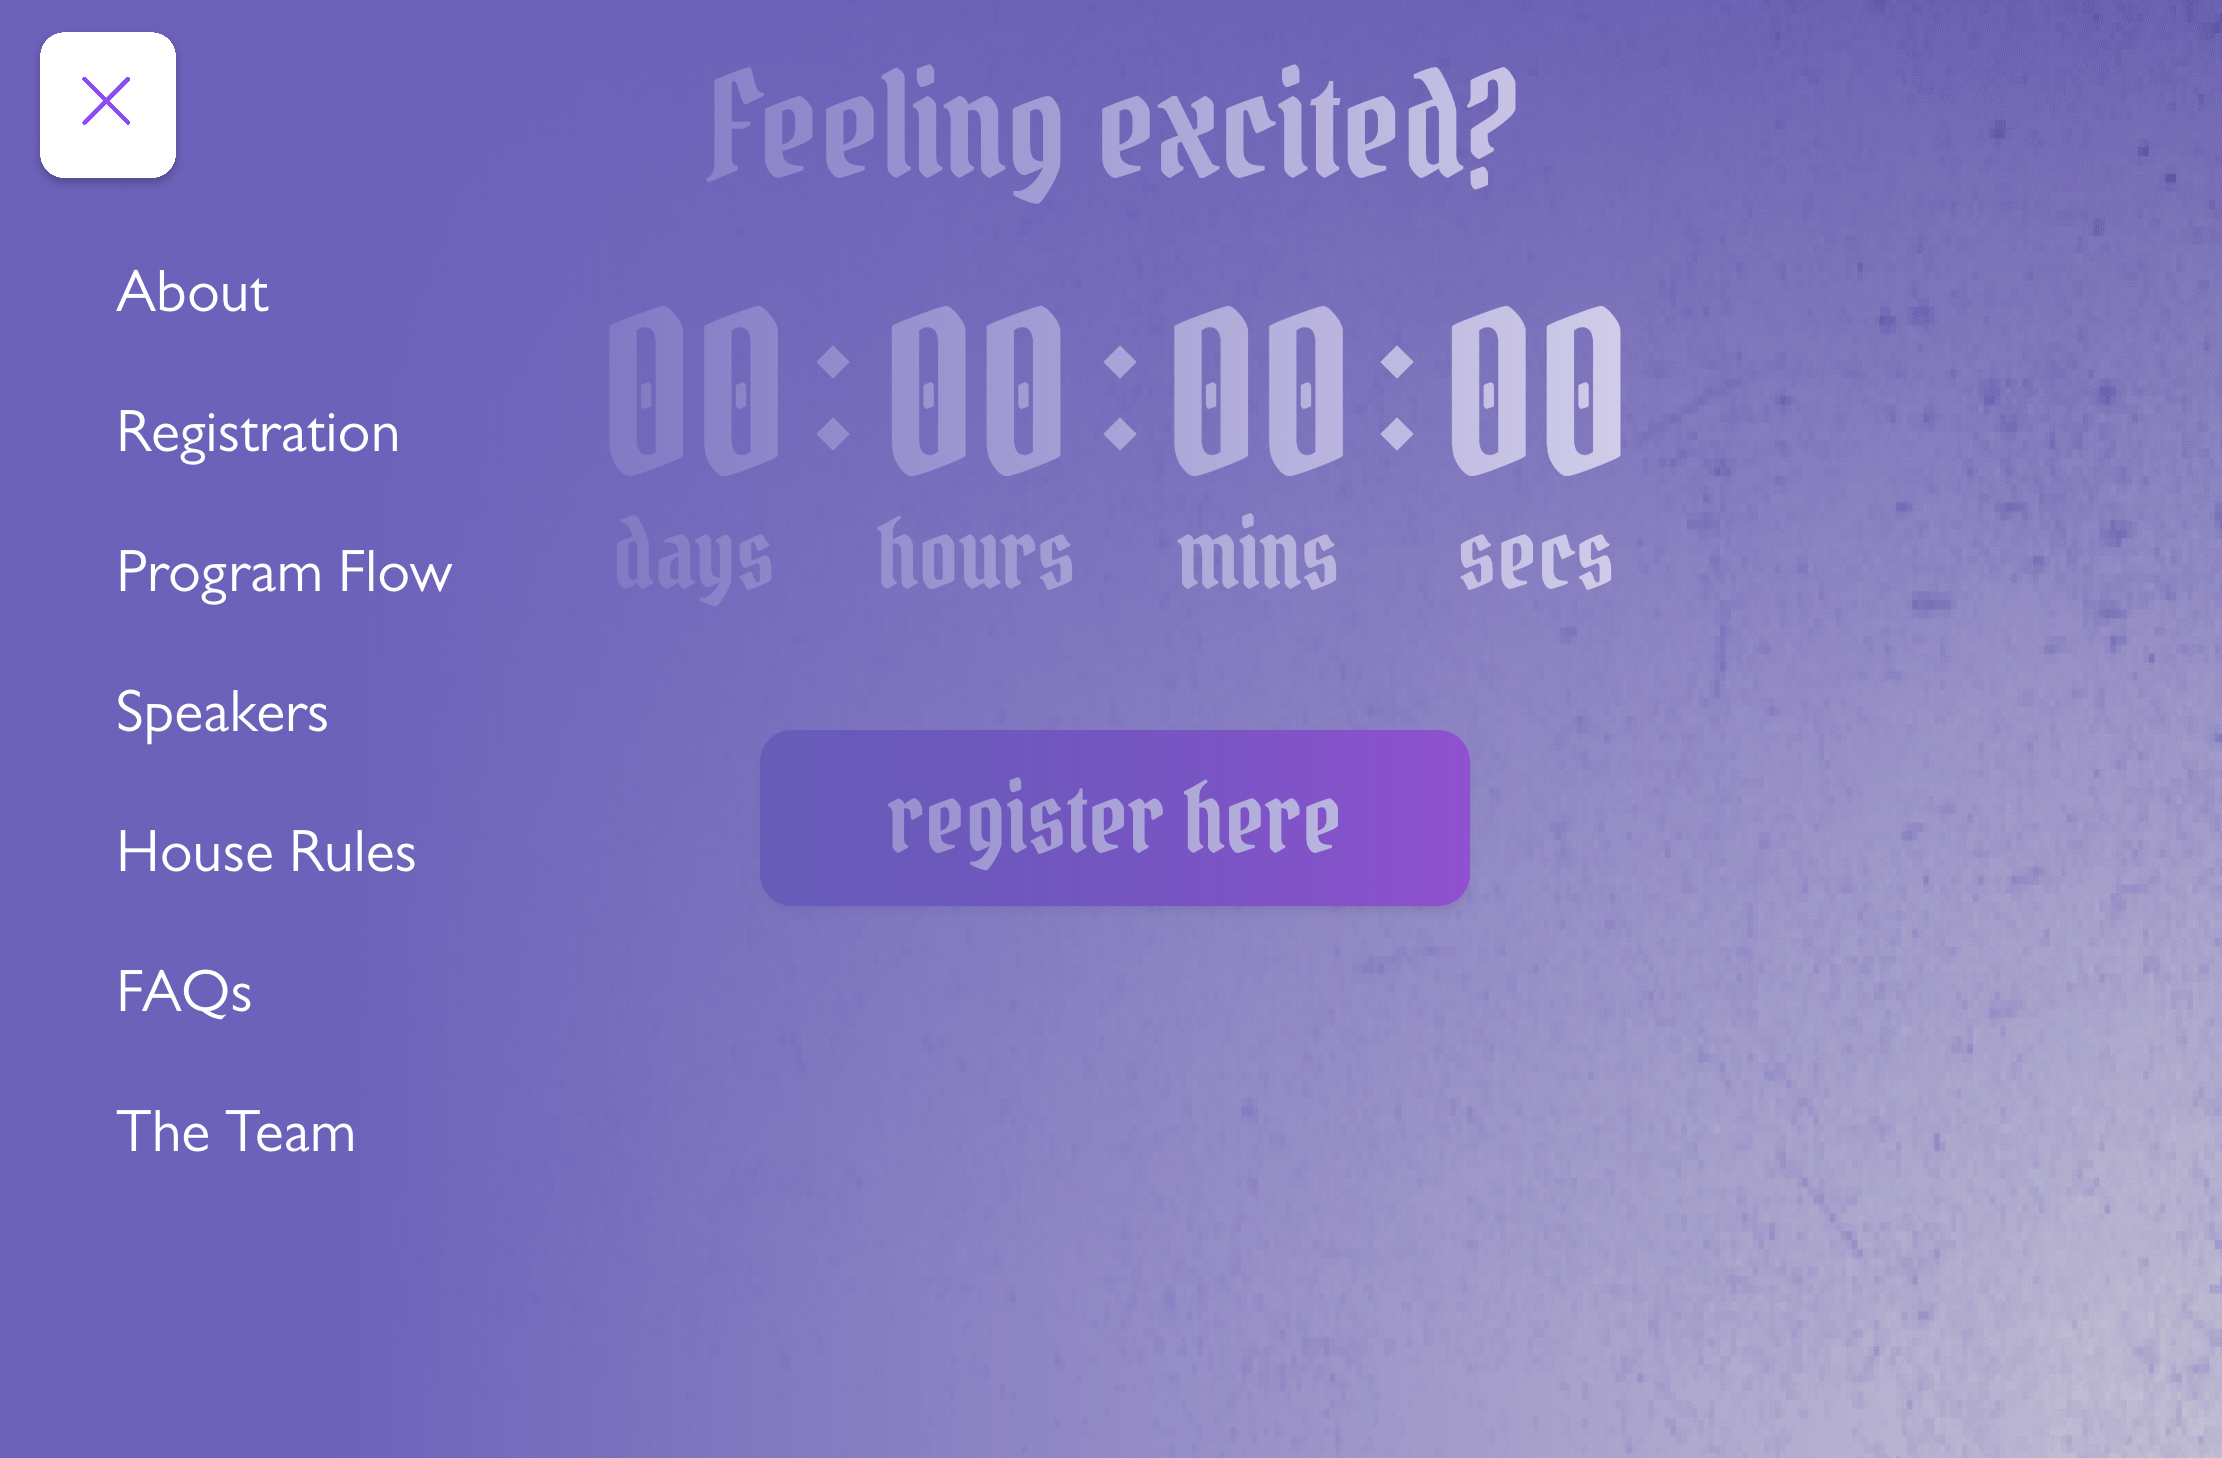 Feeling excited?
About
Registration
Program Flow
Speakers
House Rules
FAQs
The Team
00 : 00 : 00 : 00
days hours mins secs
register here